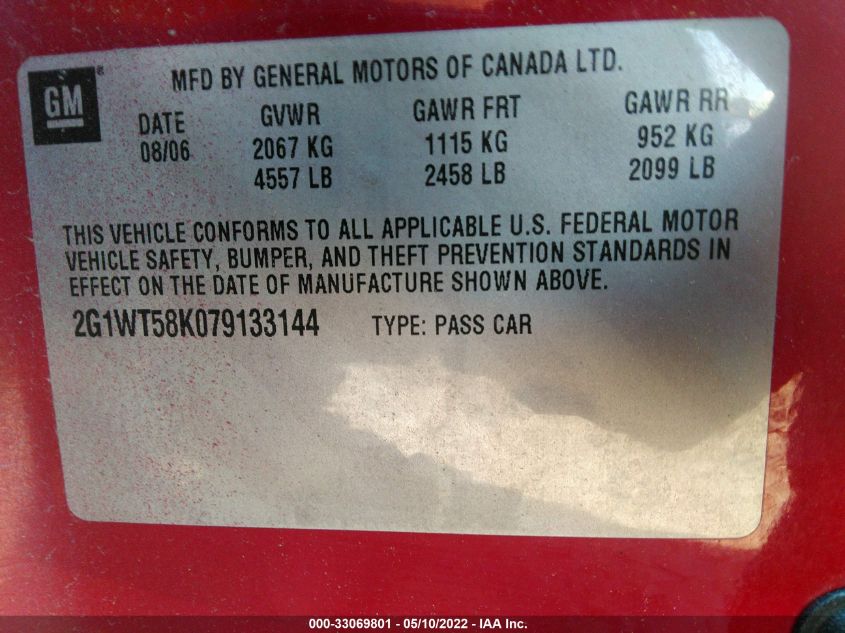 GM®
MFD BY GENERAL MOTORS OF CANADA LTD.
DATE GVWR GAWR FRT GAWR RR
08/06 2067 KG 1115 KG 952 KG
4557 LB 2458 LB 2099 LB
THIS VEHICLE CONFORMS TO ALL APPLICABLE U.S. FEDERAL MOTOR
VEHICLE SAFETY, BUMPER, AND THEFT PREVENTION STANDARDS IN
EFFECT ON THE DATE OF MANUFACTURE SHOWN ABOVE.
2G1WT58K079133144 TYPE: PASS CAR
000-33069801 - 05/10/2022 - IAA Inc.